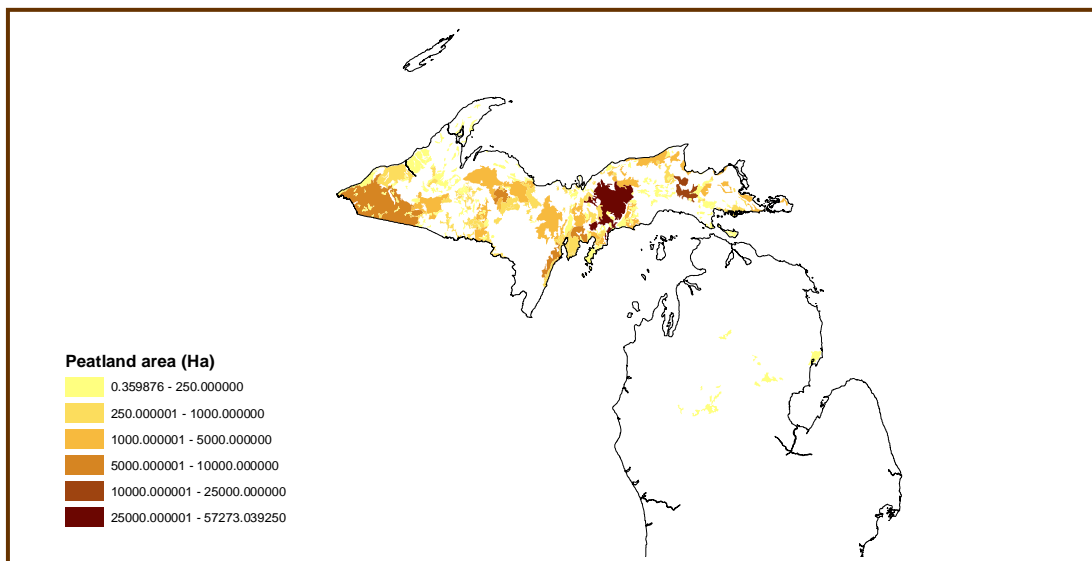 Peatland area (Ha)
0.359876 - 250.000000
250.000001 - 1000.000000
1000.000001 - 5000.000000
5000.000001 - 10000.000000
10000.000001 - 25000.000000
25000.000001 - 57273.039250